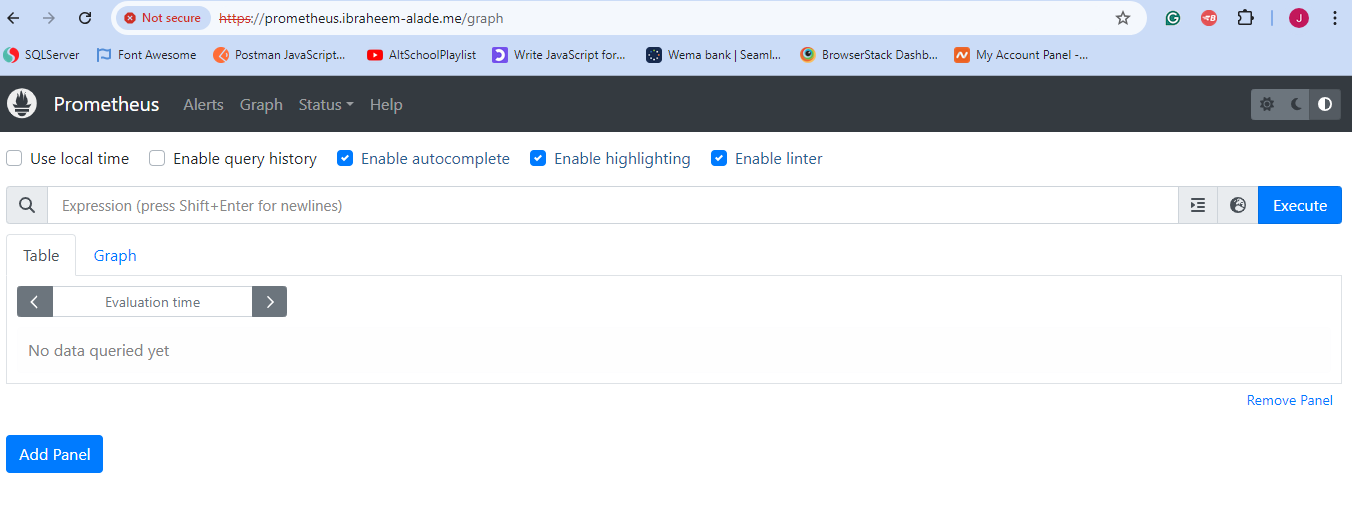 Not secure https://prometheus.ibraheem-alade.me/graph J
SQLServer Font Awesome Postman JavaScript... AltSchoolPlaylist Write JavaScript for... Wema bank | Seaml... BrowserStack Dashb... My Account Panel -...
Prometheus Alerts Graph Status Help
Use local time Enable query history Enable autocomplete Enable highlighting Enable linter
Expression (press Shift+Enter for newlines) Execute
Table Graph
Evaluation time
No data queried yet
Remove Panel
Add Panel